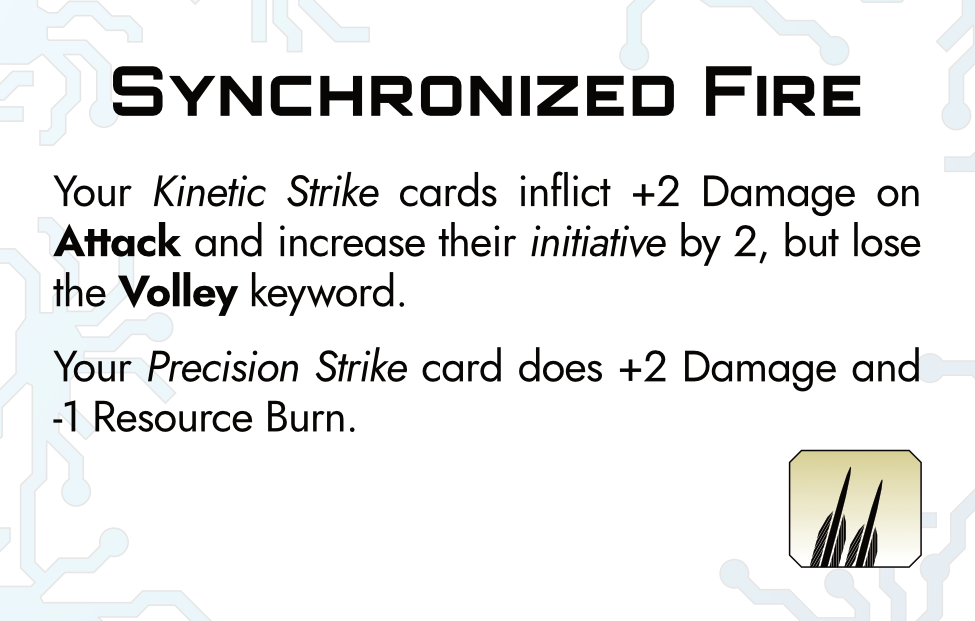 Synchronized Fire
Your Kinetic Strike cards inflict +2 Damage on
Attack and increase their initiative by 2, but lose
the Volley keyword.
Your Precision Strike card does +2 Damage and
-1 Resource Burn.